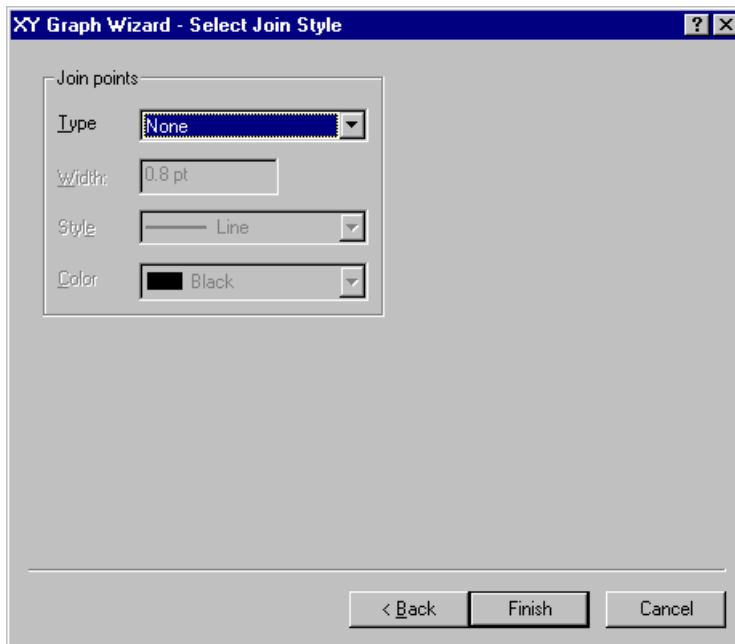 XY Graph Wizard - Select Join Style
Join points
Type None
Width: 0.8 pt
Style Line
Color Black
< Back Finish Cancel